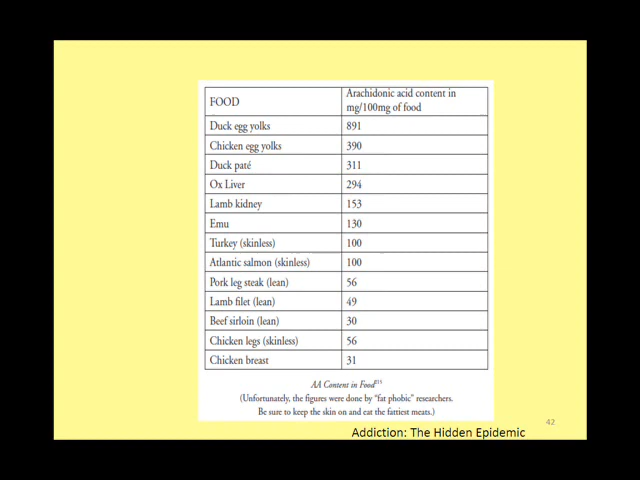 FOOD Arachidonic acid content in
mg/100mg of food
Duck egg yolks 891
Chicken egg yolks 390
Duck paté 311
Ox Liver 294
Lamb kidney 153
Emu 130
Turkey (skinless) 100
Atlantic salmon (skinless) 100
Pork leg steak (lean) 56
Lamb filet (lean) 49
Beef sirloin (lean) 30
Chicken legs (skinless) 56
Chicken breast 31
AA Content in Food
(Unfortunately, the figures were done by "fat phobic" researchers.
Be sure to keep the skin on and eat the fattiest meats.)
42
Addiction: The Hidden Epidemic